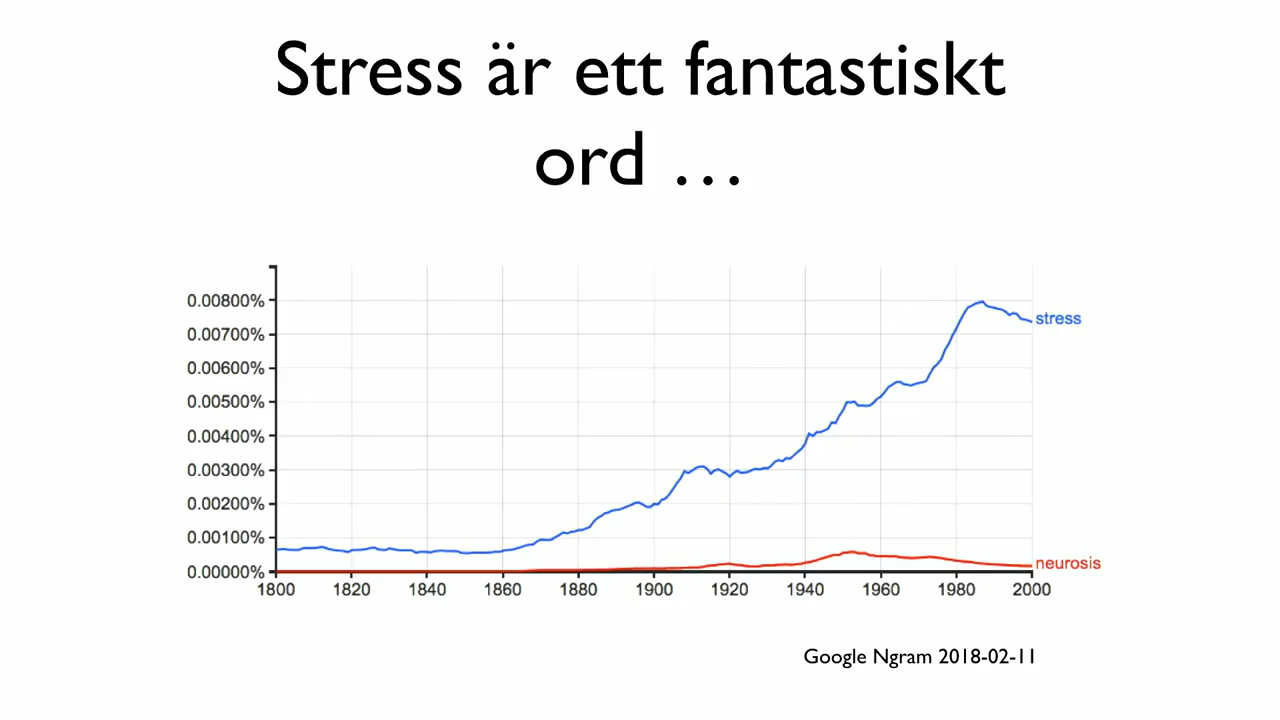 Stress är ett fantastiskt
ord …
0.00800%
0.00700%
0.00600%
0.00500%
0.00400%
0.00300%
0.00200%
0.00100%
0.00000%
stress
neurosis
1800 1820 1840 1860 1880 1900 1920 1940 1960 1980 2000
Google Ngram 2018-02-11